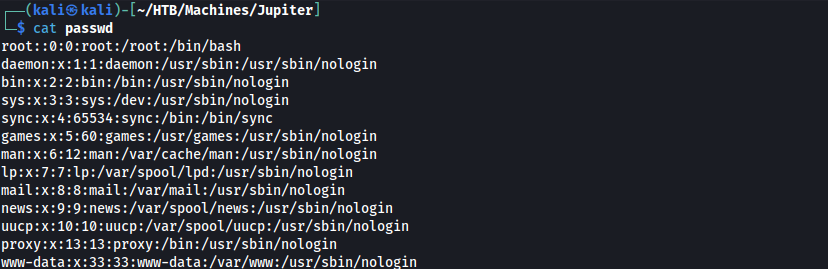 ┌──(kali㉿kali)-[~/HTB/Machines/Jupiter]
└─$ cat passwd
root::0:0:root:/root:/bin/bash
daemon:x:1:1:daemon:/usr/sbin:/usr/sbin/nologin
bin:x:2:2:bin:/bin:/usr/sbin/nologin
sys:x:3:3:sys:/dev:/usr/sbin/nologin
sync:x:4:65534:sync:/bin:/bin/sync
games:x:5:60:games:/usr/games:/usr/sbin/nologin
man:x:6:12:man:/var/cache/man:/usr/sbin/nologin
lp:x:7:7:lp:/var/spool/lpd:/usr/sbin/nologin
mail:x:8:8:mail:/var/mail:/usr/sbin/nologin
news:x:9:9:news:/var/spool/news:/usr/sbin/nologin
uucp:x:10:10:uucp:/var/spool/uucp:/usr/sbin/nologin
proxy:x:13:13:proxy:/bin:/usr/sbin/nologin
www-data:x:33:33:www-data:/var/www:/usr/sbin/nologin